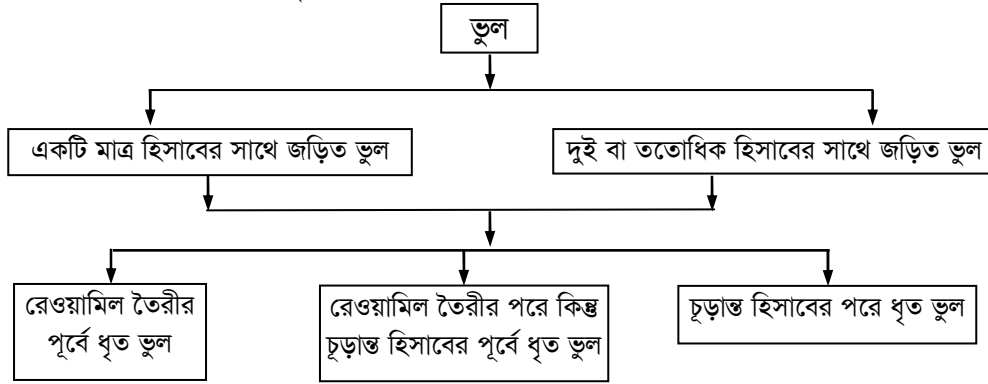 ভুল
একটি মাত্র হিসাবের সাথে জড়িত ভুল
দুই বা ততোধিক হিসাবের সাথে জড়িত ভুল
রেওয়ামিল তৈরীর
পূর্বে ধৃত ভুল
রেওয়ামিল তৈরীর পরে কিন্তু
চূড়ান্ত হিসাবের পূর্বে ধৃত ভুল
চূড়ান্ত হিসাবের পরে ধৃত ভুল